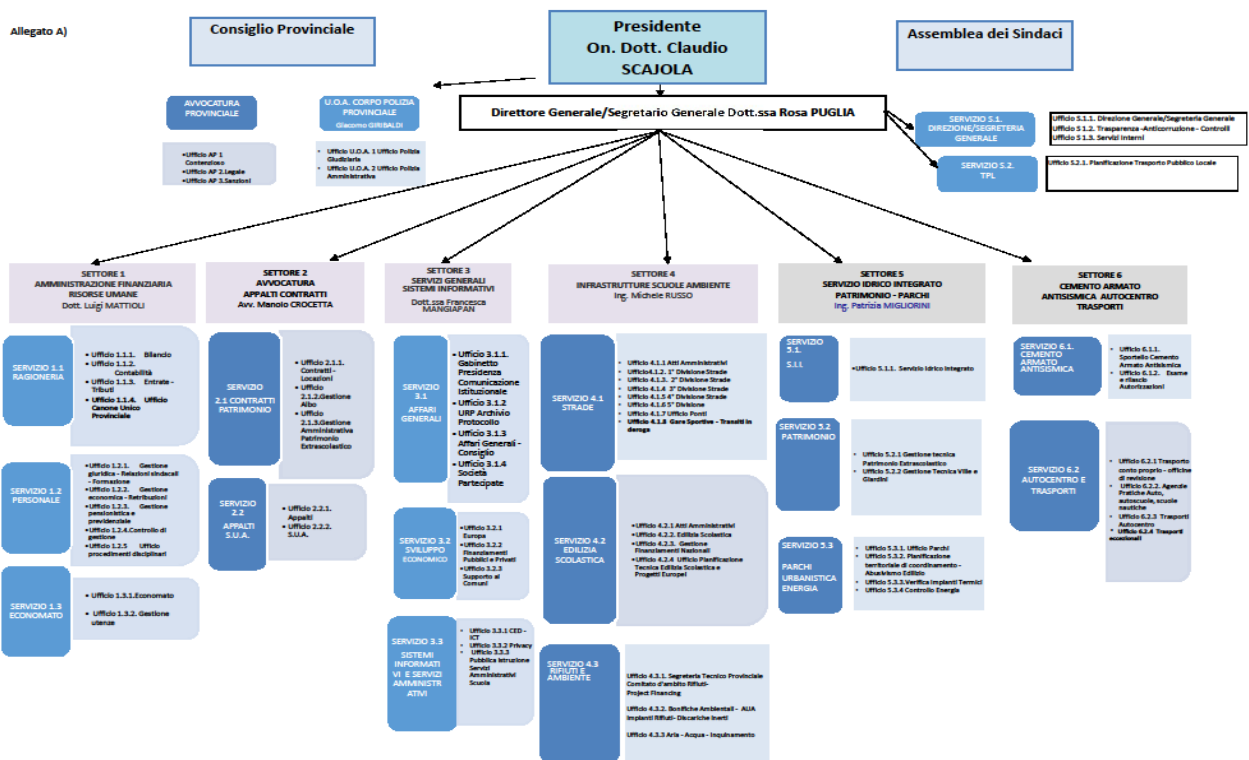 Allegato A)
Consiglio Provinciale
Presidente
On. Dott. Claudio
SCAJOLA
Assemblea dei Sindaci
AVVOCATURA
PROVINCIALE
U.O.A. CORPO POLIZIA
PROVINCIALE
Giacomo GIRIBALDI
Direttore Generale/Segretario Generale Dott.ssa Rosa PUGLIA
SERVIZIO S.1.
DIREZIONE/SEGRETERIA
GENERALE
Ufficio S.1.1. Direzione Generale/Segreteria Generale
Ufficio S.1.2. Trasparenza -Anticorruzione - Controlli
Ufficio S.1.3. Servizi Interni
SERVIZIO S.2.
TPL
Ufficio S.2.1. Pianificazione Trasporto Pubblico Locale
•Ufficio AP 1
Contenzioso
•Ufficio AP 2.Legale
•Ufficio AP 3.Sanzioni
• Ufficio U.O.A. 1 Ufficio Polizia
Giudiziaria
• Ufficio U.O.A. 2 Ufficio Polizia
Amministrativa
SETTORE 1
AMMINISTRAZIONE FINANZIARIA
RISORSE UMANE
Dott. Luigi MATTIOLI
SERVIZIO 1.1
RAGIONERIA
• Ufficio 1.1.1. Bilancio
• Ufficio 1.1.2.
Contabilità
• Ufficio 1.1.3. Entrate -
Tributi
• Ufficio 1.1.4. Ufficio
Canone Unico
Provinciale
SERVIZIO 1.2
PERSONALE
• Ufficio 1.2.1. Gestione
giuridica - Relazioni sindacali
- Formazione
• Ufficio 1.2.2. Gestione
economica - Retribuzioni
• Ufficio 1.2.3. Gestione
pensionistica e
previdenziale
• Ufficio 1.2.4.Controllo di
gestione
• Ufficio 1.2.5 Ufficio
procedimenti disciplinari
SERVIZIO 1.3
ECONOMATO
• Ufficio 1.3.1.Economato
• Ufficio 1.3.2. Gestione
utenze
SETTORE 2
AVVOCATURA
APPALTI CONTRATTI
Avv. Manolo CROCETTA
SERVIZIO
2.1 CONTRATTI
PATRIMONIO
• Ufficio 2.1.1.
Contratti -
Locazioni
• Ufficio
2.1.2.Gestione
Albo
• Ufficio
2.1.3.Gestione
Amministrativa
Patrimonio
Extrascolastico
SERVIZIO
2.2
APPALTI
S.U.A.
• Ufficio 2.2.1.
Appalti
• Ufficio 2.2.2.
S.U.A.
SETTORE 3
SERVIZI GENERALI
SISTEMI INFORMATIVI
Dott.ssa Francesca
MANGIAPAN
SERVIZIO
3.1
AFFARI
GENERALI
• Ufficio 3.1.1.
Gabinetto
Presidenza
Comunicazione
Istituzionale
• Ufficio 3.1.2
URP Archivio
Protocollo
• Ufficio 3.1.3
Affari Generali -
Consiglio
• Ufficio 3.1.4
Società
Partecipate
SERVIZIO 3.2
SVILUPPO
ECONOMICO
• Ufficio 3.2.1
Europa
• Ufficio 3.2.2
Finanziamenti
Pubblici e Privati
• Ufficio 3.2.3
Supporto ai
Comuni
SERVIZIO 3.3
SISTEMI
INFORMATI
VI E SERVIZI
AMMINISTR
ATIVI
• Ufficio 3.3.1 CED -
ICT
• Ufficio 3.3.2 Privacy
• Ufficio 3.3.3
Pubblica Istruzione
Servizi
Amministrativi
Scuola
SETTORE 4
INFRASTRUTTURE SCUOLE AMBIENTE
Ing. Michele RUSSO
SERVIZIO 4.1
STRADE
• Ufficio 4.1.1 Atti Amministrativi
• Ufficio4.1.2. 1° Divisione Strade
• Ufficio 4.1.3. 2° Divisione Strade
• Ufficio 4.1.4 3° Divisione Strade
• Ufficio 4.1.5 4° Divisione Strade
• Ufficio 4.1.6 5° Divisione
• Ufficio 4.1.7 Ufficio Ponti
• Ufficio 4.1.8 Gare Sportive - Transiti in
deroga
SERVIZIO 4.2
EDILIZIA
SCOLASTICA
•Ufficio 4.2.1 Atti Amministrativi
•Ufficio 4.2.2. Edilizia Scolastica
•Ufficio 4.2.3. Gestione
Finanziamenti Nazionali
•Ufficio 4.2.4 Ufficio Pianificazione
Tecnica Edilizia Scolastica e
Progetti Europei
SERVIZIO 4.3
RIFIUTI E
AMBIENTE
Ufficio 4.3.1. Segreteria Tecnico Provinciale
Comitato d'ambito Rifiuti-
Project Financing
Ufficio 4.3.2. Bonifiche Ambientali - AUA
Impianti Rifiuti- Discariche Inerti
Ufficio 4.3.3 Aria - Acqua - Inquinamento
SETTORE 5
SERVIZIO IDRICO INTEGRATO
PATRIMONIO - PARCHI
Ing. Patrizia MIGLIORINI
SERVIZIO
5.1.
S.I.I.
•Ufficio 5.1.1. Servizio Idrico Integrato
SERVIZIO 5.2
PATRIMONIO
• Ufficio 5.2.1 Gestione tecnica
Patrimonio Extrascolastico
• Ufficio 5.2.2 Gestione Tecnica Ville e
Giardini
SERVIZIO 5.3
PARCHI
URBANISTICA
ENERGIA
• Ufficio 5.3.1. Ufficio Parchi
• Ufficio 5.3.2. Planificazione
territoriale di coordinamento -
Abusivismo Edilizio
• Ufficio 5.3.3.Verifica Impianti Termici
• Ufficio 5.3.4 Controllo Energia
SETTORE 6
CEMENTO ARMATO
ANTISISMICA AUTOCENTRO
TRASPORTI
SERVIZIO 6.1.
CEMENTO
ARMATO
ANTISISMICA
• Ufficio 6.1.1.
Sportello Cemento
Armato Antisismica
• Ufficio 6.1.2. Esame
e rilascio
Autorizzazioni
SERVIZIO 6.2
AUTOCENTRO E
TRASPORTI
• Ufficio 6.2.1 Trasporto
conto proprio - officine
di revisione
• Ufficio 6.2.2. Agenzie
Pratiche Auto,
autoscuole, scuole
nautiche
• Ufficio 6.2.3 Trasporti
Autocentro
• Ufficio 6.2.4 Trasporti
eccezionali